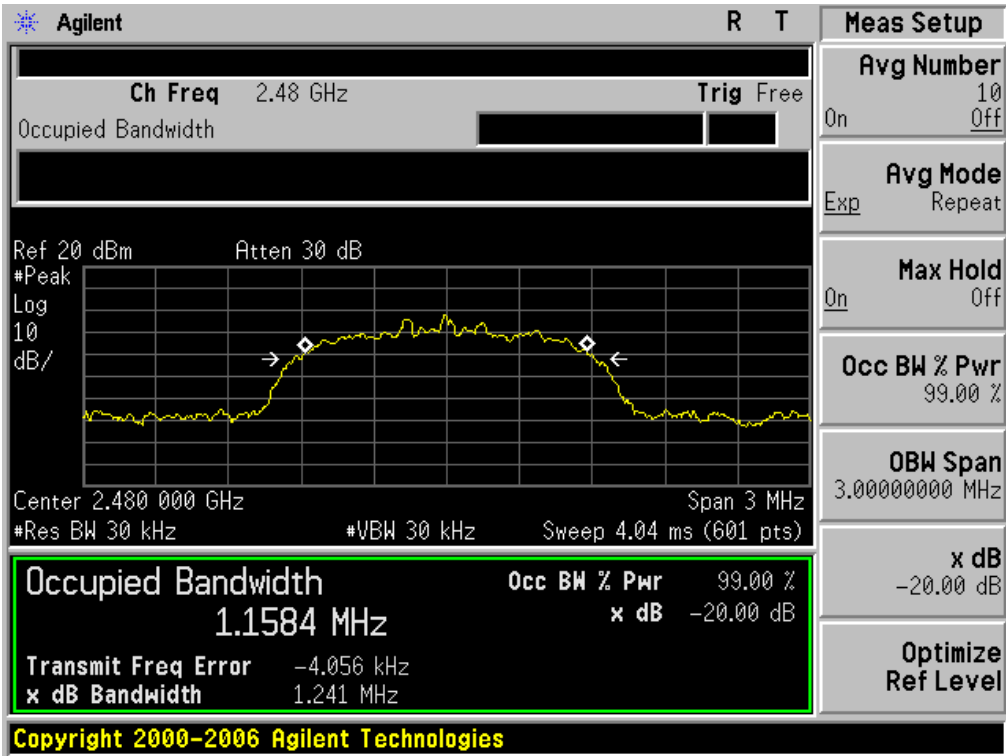 Agilent R T
Ch Freq 2.48 GHz Trig Free
Occupied Bandwidth
Ref 20 dBm Atten 30 dB
#Peak
Log
10
dB/
Center 2.480 000 GHz Span 3 MHz
#Res BW 30 kHz #VBW 30 kHz Sweep 4.04 ms (601 pts)
Occupied Bandwidth Occ BW % Pwr 99.00 %
1.1584 MHz x dB -20.00 dB
Transmit Freq Error -4.056 kHz
x dB Bandwidth 1.241 MHz
Copyright 2000-2006 Agilent Technologies
Meas Setup
Avg Number
10
On Off
Avg Mode
Exp Repeat
Max Hold
On Off
Occ BW % Pwr
99.00 %
OBW Span
3.00000000 MHz
x dB
-20.00 dB
Optimize
Ref Level